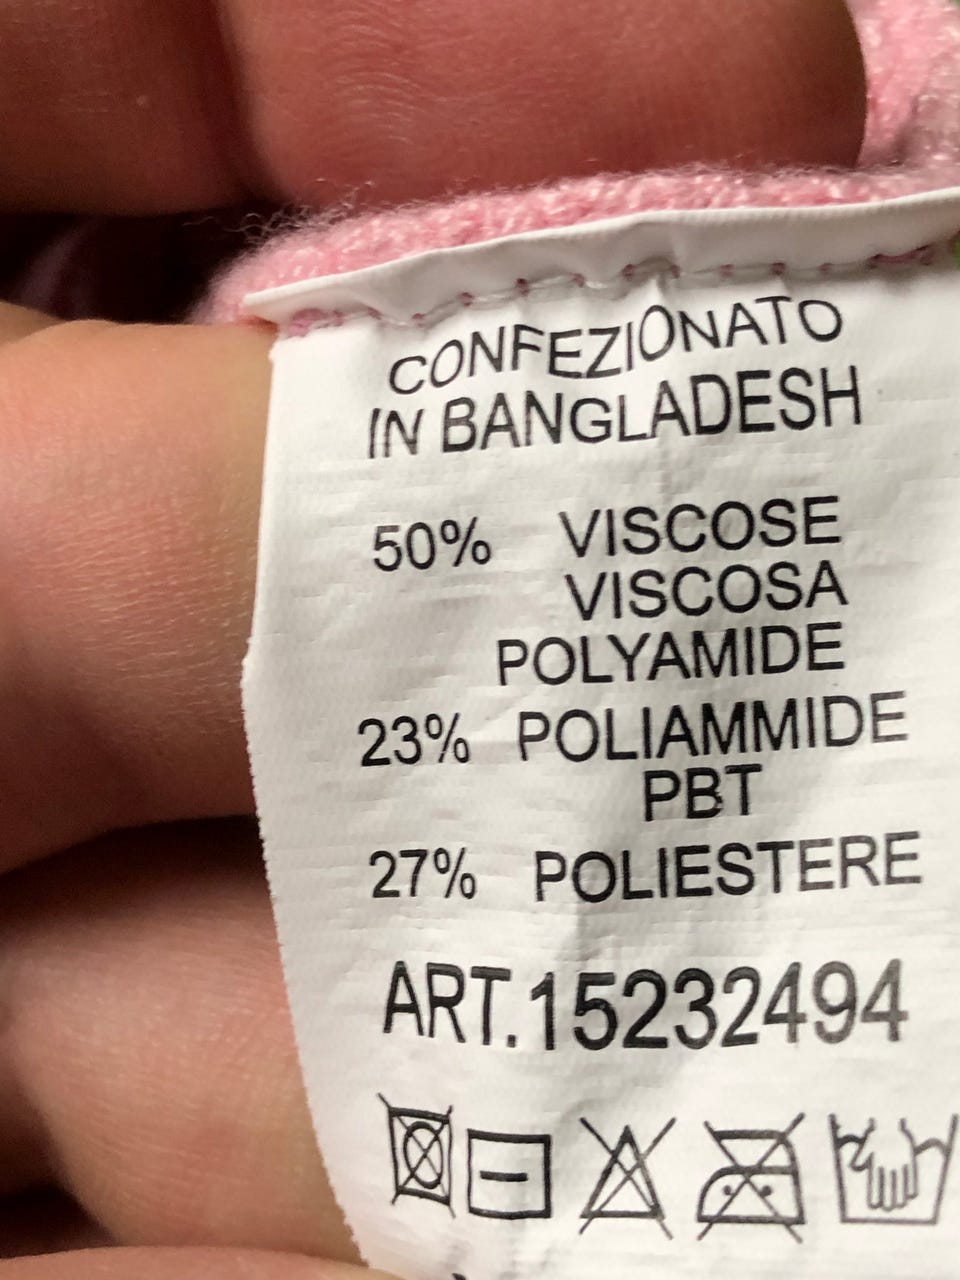 CONFEZIONATO
IN BANGLADESH
50% VISCOSE
VISCOSA
POLYAMIDE
23% POLIAMMIDE
PBT
27% POLIESTERE
ART.15232494